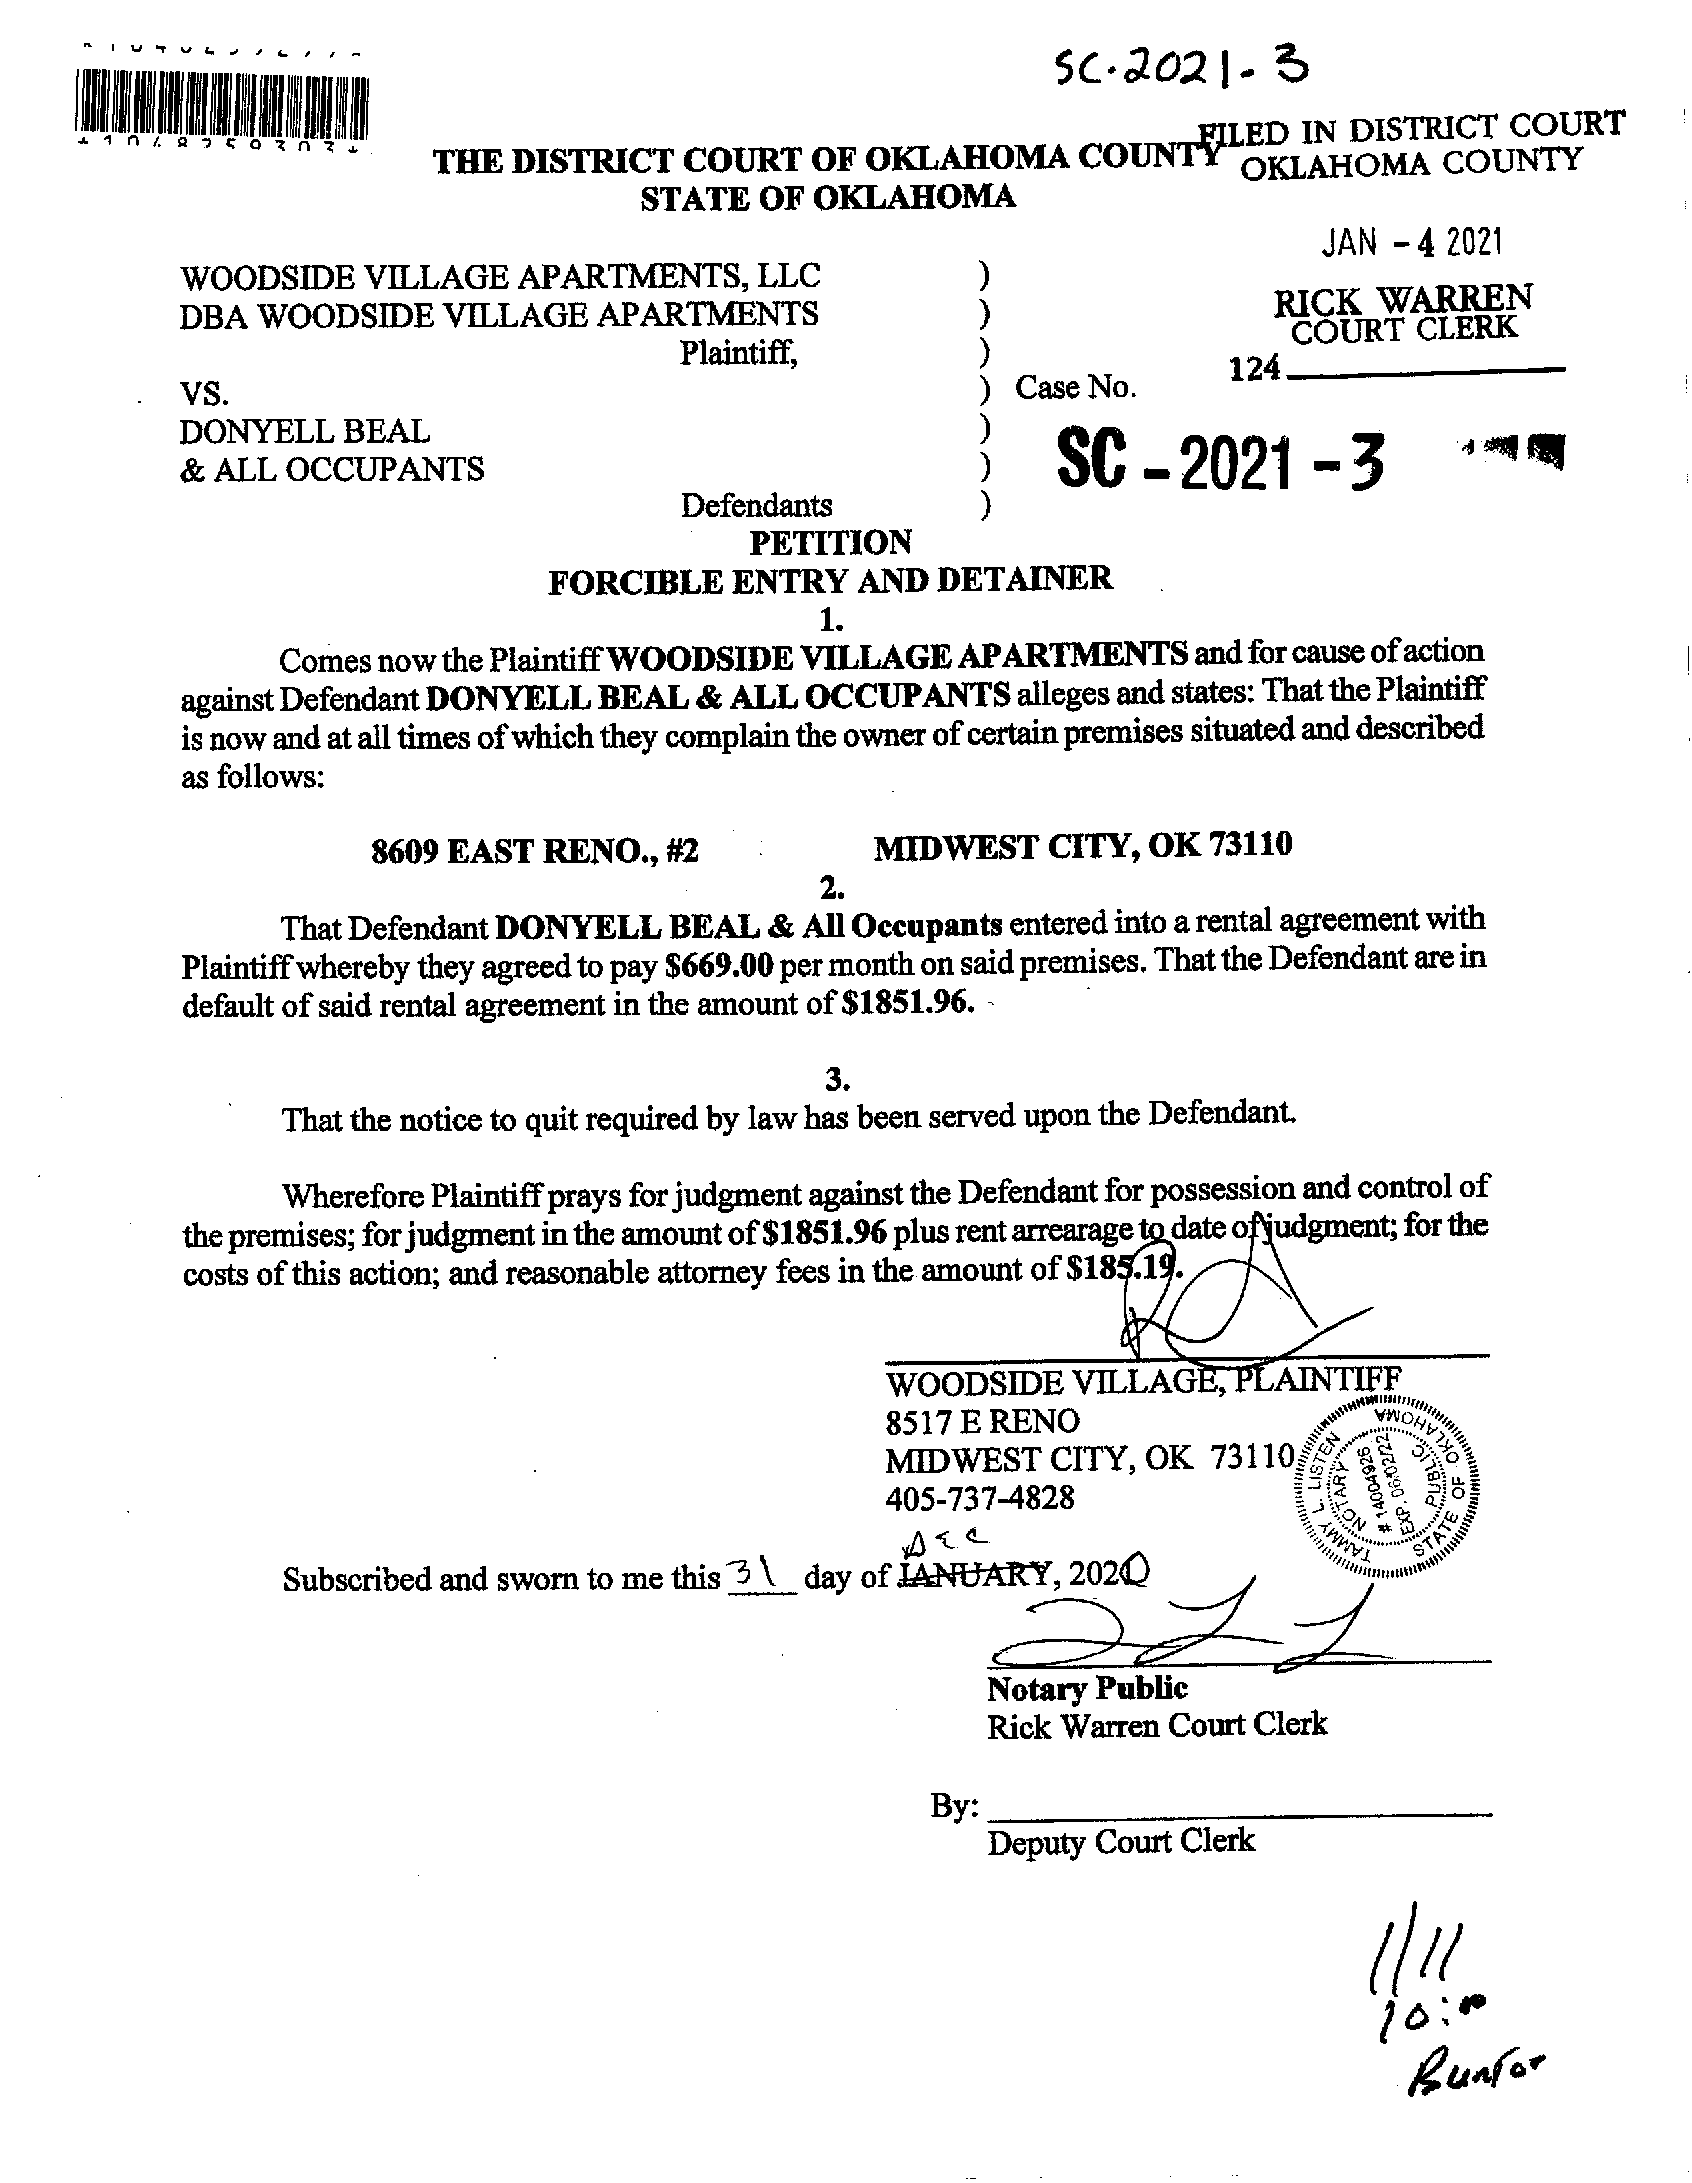 SC-2021-3
THE DISTRICT COURT OF OKLAHOMA COUNTY
STATE OF OKLAHOMA
FILED IN DISTRICT COURT
OKLAHOMA COUNTY
JAN -4 2021
RICK WARREN
COURT CLERK
124
WOODSIDE VILLAGE APARTMENTS, LLC )
DBA WOODSIDE VILLAGE APARTMENTS )
Plaintiff, )
VS. ) Case No.
DONYELL BEAL )
& ALL OCCUPANTS ) SC - 2021 - 3
Defendants )
PETITION
FORCIBLE ENTRY AND DETAINER
1.
Comes now the Plaintiff WOODSIDE VILLAGE APARTMENTS and for cause of action
against Defendant DONYELL BEAL & ALL OCCUPANTS alleges and states: That the Plaintiff
is now and at all times of which they complain the owner of certain premises situated and described
as follows:
8609 EAST RENO., #2 MIDWEST CITY, OK 73110
2.
That Defendant DONYELL BEAL & All Occupants entered into a rental agreement with
Plaintiff whereby they agreed to pay $669.00 per month on said premises. That the Defendant are in
default of said rental agreement in the amount of $1851.96.
3.
That the notice to quit required by law has been served upon the Defendant.
Wherefore Plaintiff prays for judgment against the Defendant for possession and control of
the premises; for judgment in the amount of $1851.96 plus rent arrearage to date of judgment; for the
costs of this action; and reasonable attorney fees in the amount of $185.19.
WOODSIDE VILLAGE, PLAINTIFF
8517 E RENO
MIDWEST CITY, OK 73110
405-737-4828
TAMMY L. LISTEN
NOTARY PUBLIC
# 14004926
STATE OF OKLAHOMA
DEC
Subscribed and sworn to me this 31 day of JANUARY, 2020
Notary Public
Rick Warren Court Clerk
By:
Deputy Court Clerk
1/11
10:00